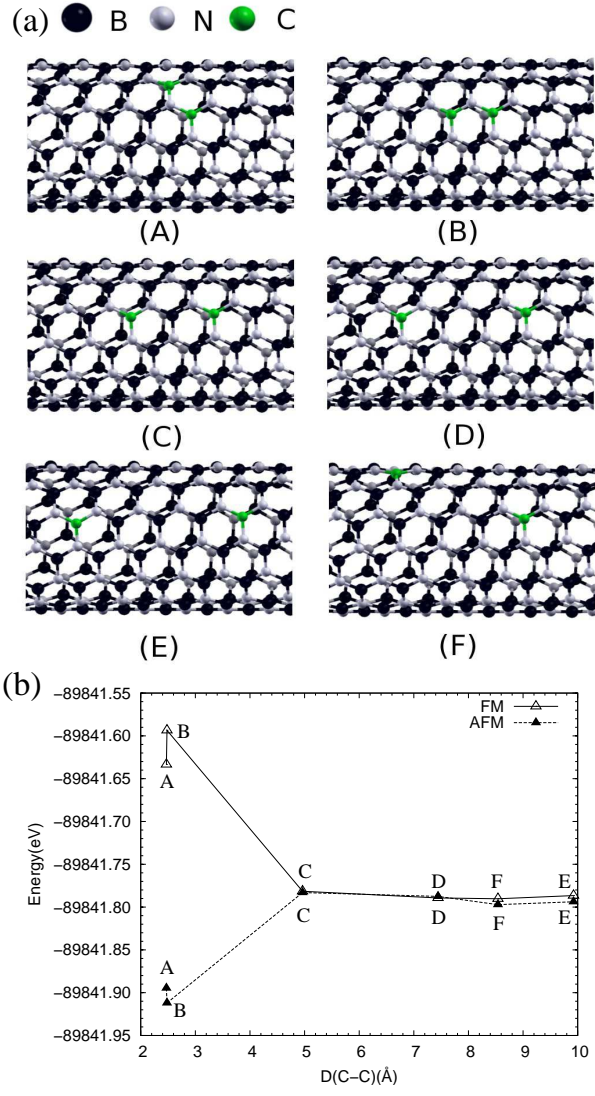 (a) B N C
(A) (B)
(C) (D)
(E) (F)
(b)
−89841.55
−89841.60
−89841.65
−89841.70
−89841.75
−89841.80
−89841.85
−89841.90
−89841.95
Energy(eV)
FM
AFM
B
A
C
D
F
E
C
D
F
E
A
B
2 3 4 5 6 7 8 9 10
D(C−C)(Å)